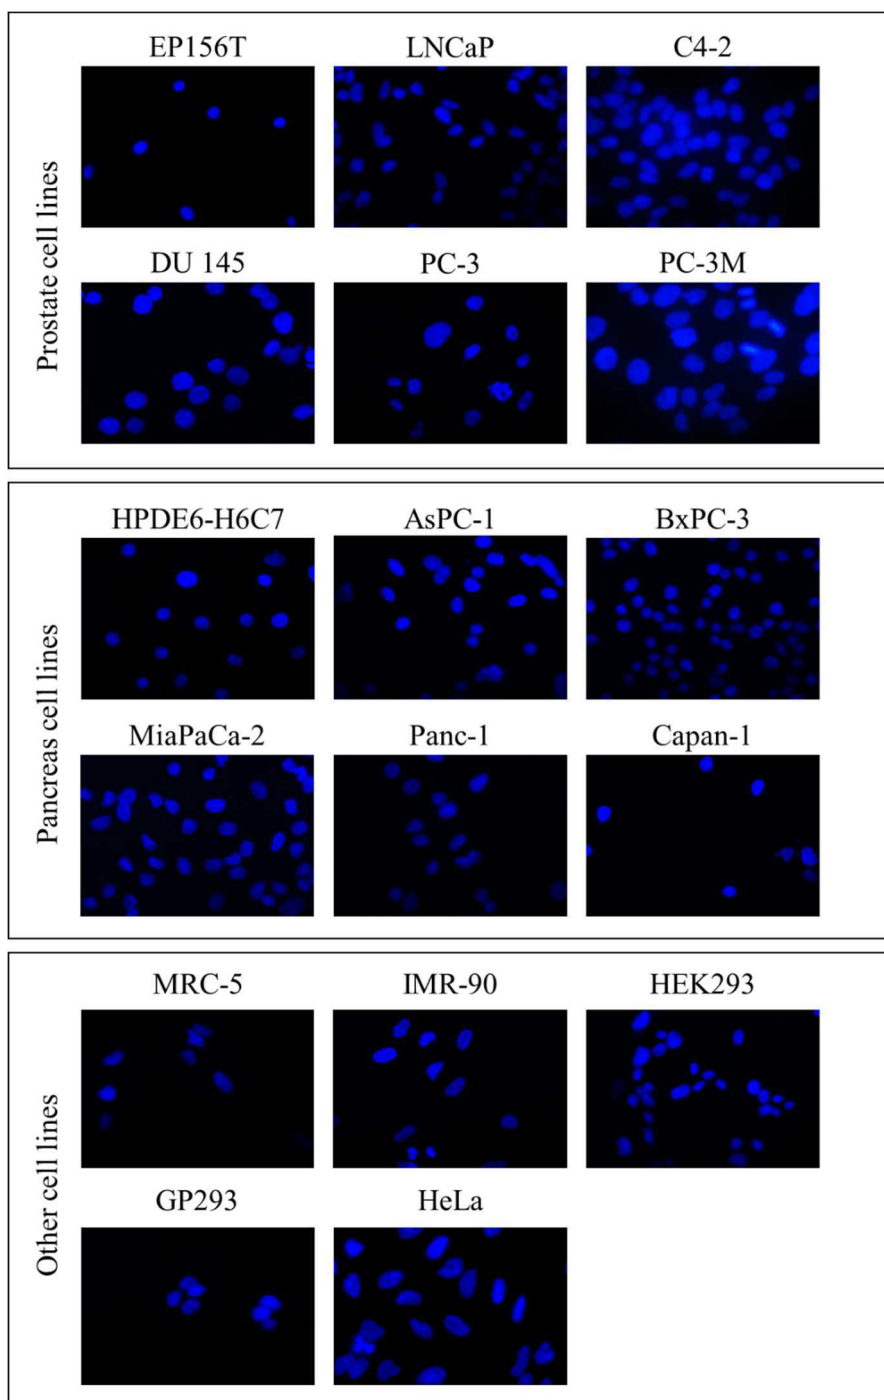 Prostate cell lines
EP156T
LNCaP
C4-2
DU 145
PC-3
PC-3M
Pancreas cell lines
HPDE6-H6C7
AsPC-1
BxPC-3
MiaPaCa-2
Panc-1
Capan-1
Other cell lines
MRC-5
IMR-90
HEK293
GP293
HeLa